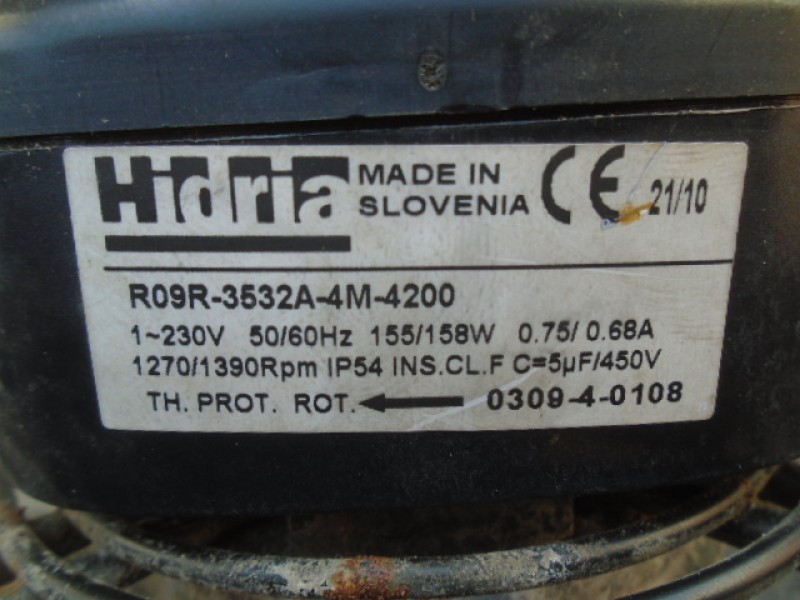 Hidria MADE IN SLOVENIA CE 21/10
R09R-3532A-4M-4200
1~230V 50/60Hz 155/158W 0.75/ 0.68A
1270/1390Rpm IP54 INS.CL.F C=5µF/450V
TH. PROT. ROT. ← 0309-4-0108